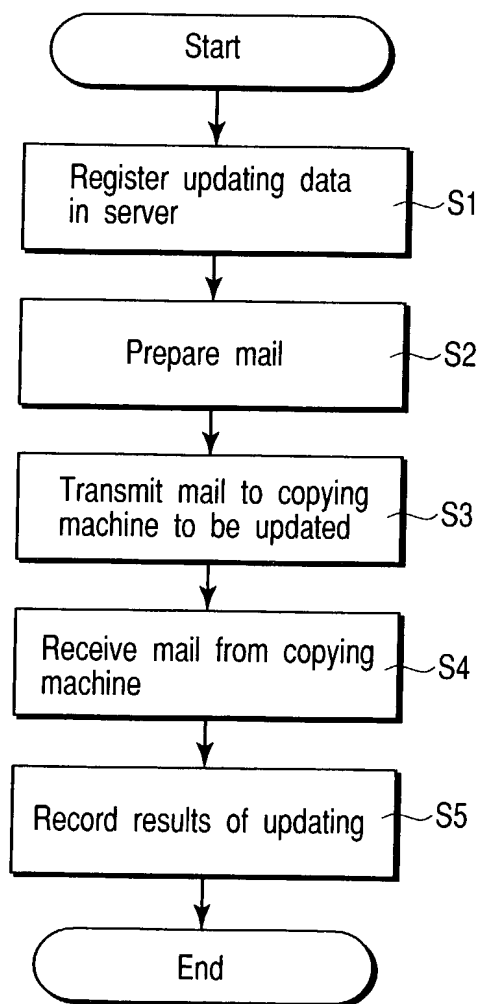 Start
Register updating data
in server
S1
Prepare mail
S2
Transmit mail to copying
machine to be updated
S3
Receive mail from copying
machine
S4
Record results of updating
S5
End